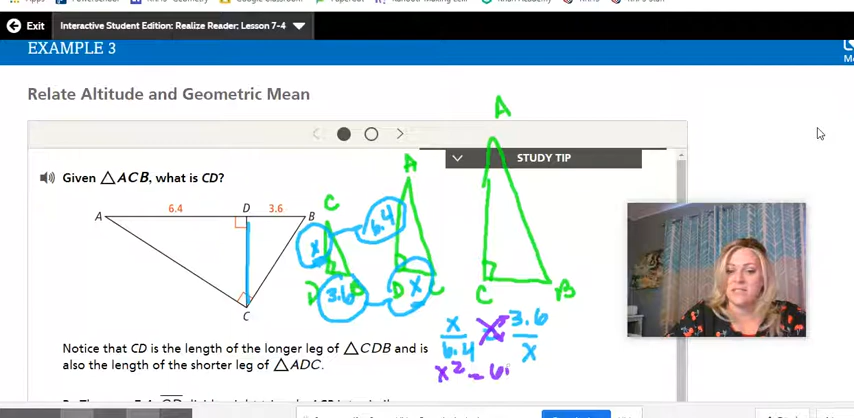 Exit Interactive Student Edition: Realize Reader: Lesson 7-4
EXAMPLE 3
Relate Altitude and Geometric Mean
STUDY TIP
Given △ACB, what is CD?
A 6.4 D 3.6 B
C
C
x
D 3.6 B
A
6.4
D x C
A
C B
x/6.4 = 3.6/x
x² = 6
Notice that CD is the length of the longer leg of △CDB and is
also the length of the shorter leg of △ADC.